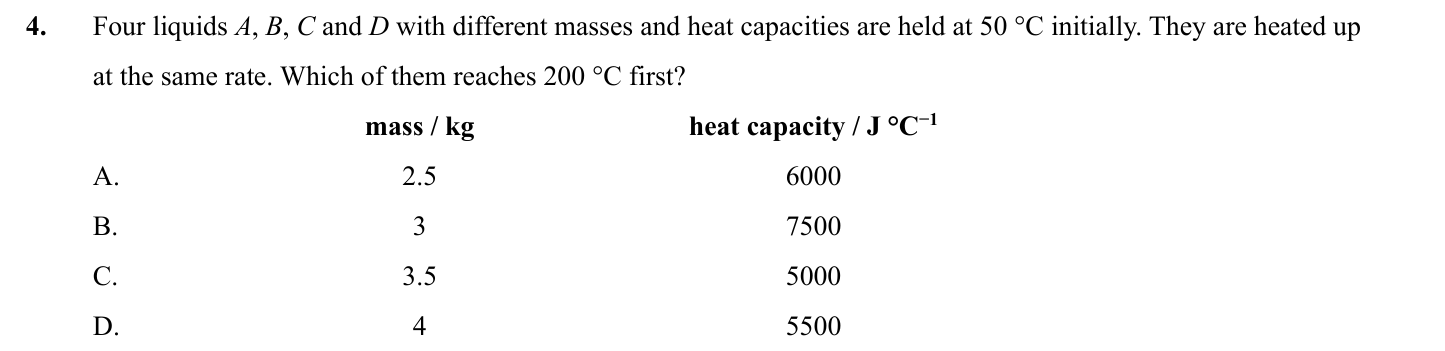 4. Four liquids A, B, C and D with different masses and heat capacities are held at 50 °C initially. They are heated up
at the same rate. Which of them reaches 200 °C first?
mass / kg heat capacity / J °C⁻¹
A. 2.5 6000
B. 3 7500
C. 3.5 5000
D. 4 5500